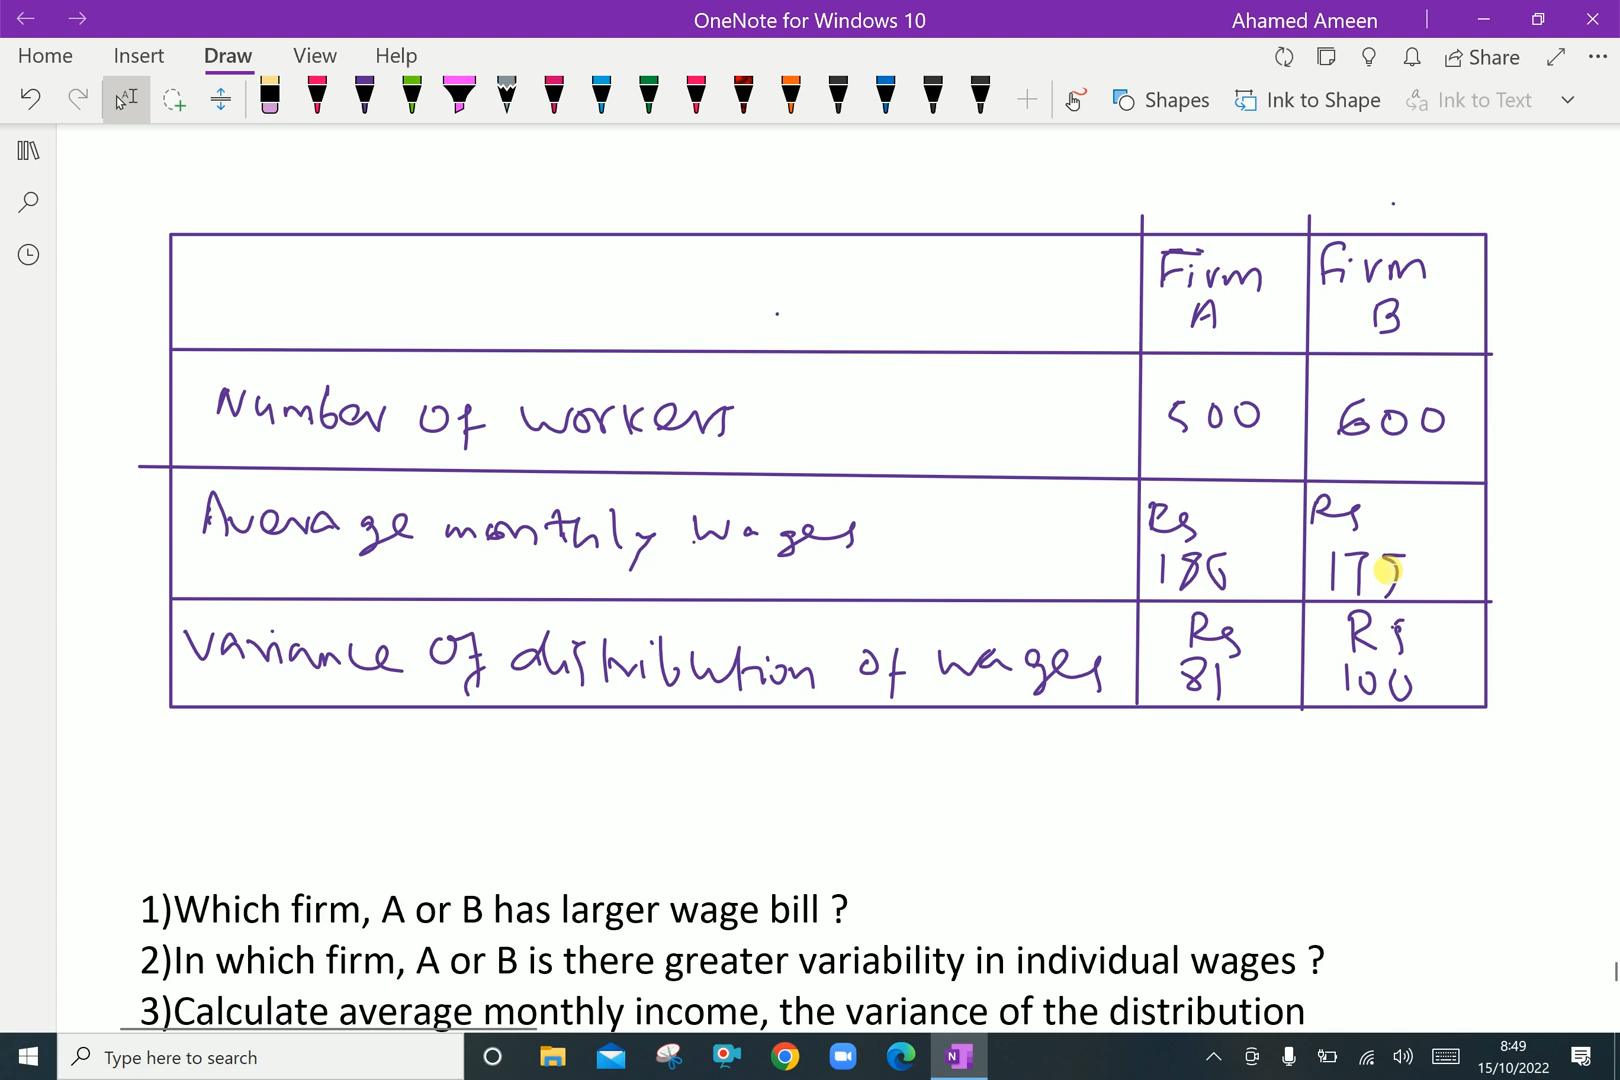 OneNote for Windows 10
Ahamed Ameen
Home Insert Draw View Help
Share
Shapes Ink to Shape Ink to Text
Firm A
Firm B
Number of workers 500 600
Average monthly wages Rs 186 Rs 175
Variance of distribution of wages Rs 81 Rs 100
1)Which firm, A or B has larger wage bill ?
2)In which firm, A or B is there greater variability in individual wages ?
3)Calculate average monthly income, the variance of the distribution
Type here to search
8:49
15/10/2022